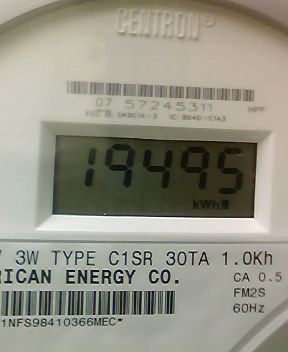 CENTRON®
07 57245311
HPP
19495
kWh
V 3W TYPE C1SR 30TA 1.0Kh
RICAN ENERGY CO.
CA 0.5
FM2S
60Hz
1NFS98410366MEC*